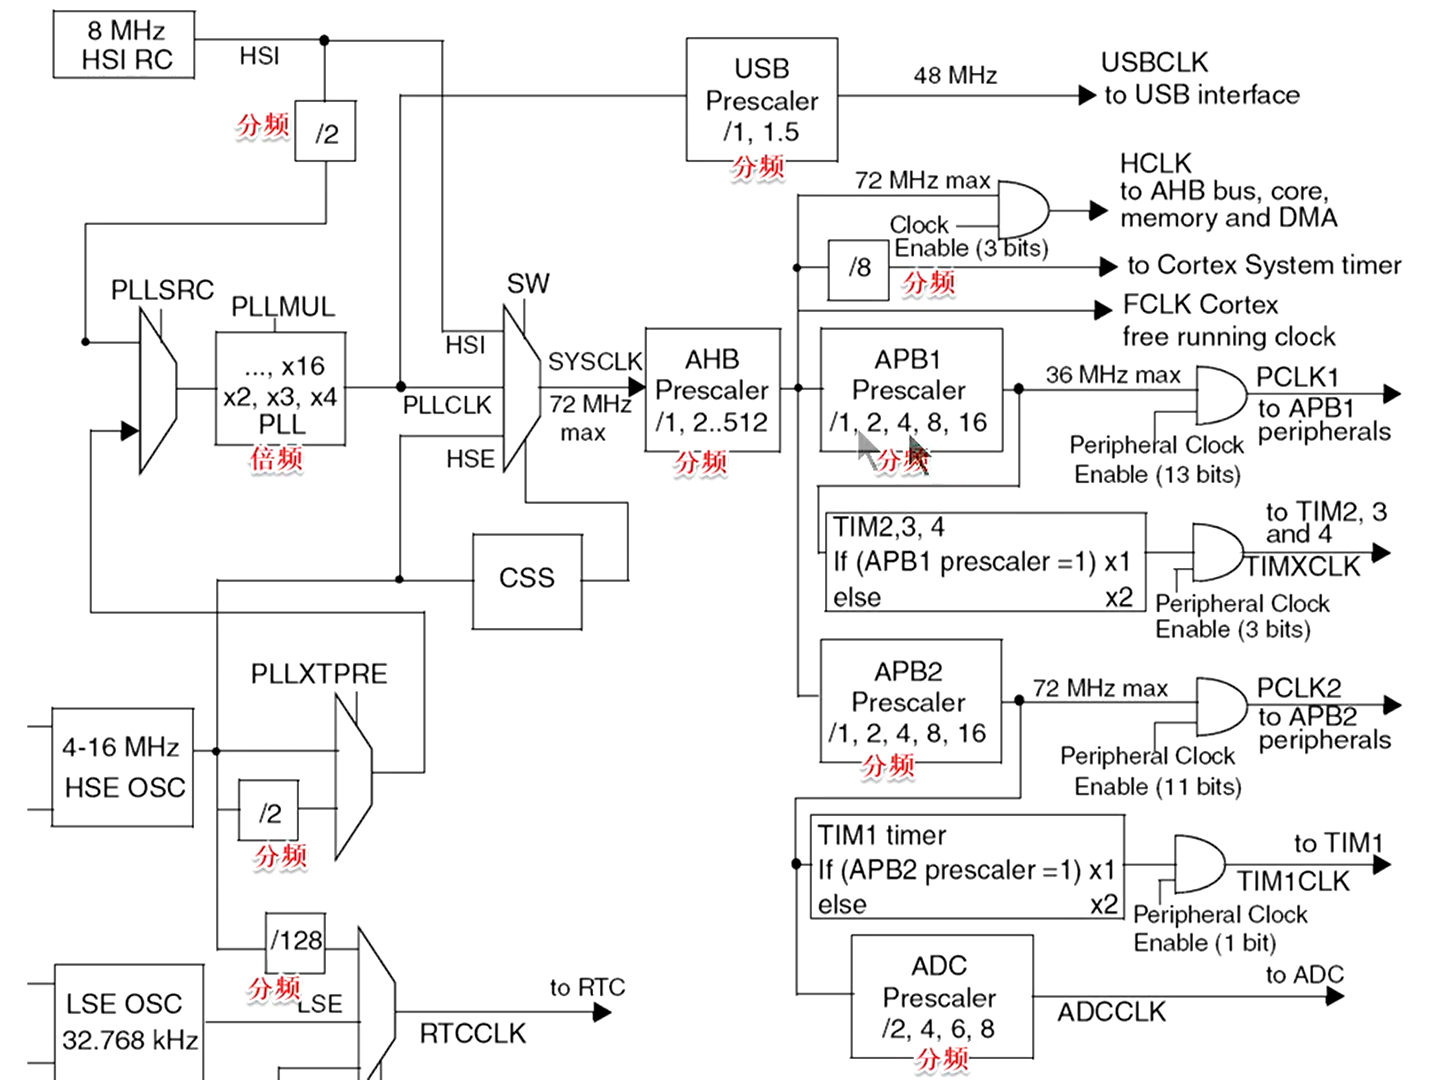 8 MHz
HSI RC
HSI
分频
/2
USB
Prescaler
/1, 1.5
分频
48 MHz
USBCLK
to USB interface
72 MHz max
Clock
Enable (3 bits)
HCLK
to AHB bus, core,
memory and DMA
/8
分频
to Cortex System timer
FCLK Cortex
free running clock
PLLSRC
PLLMUL
..., x16
x2, x3, x4
PLL
倍频
SW
HSI
PLLCLK
HSE
SYSCLK
72 MHz
max
AHB
Prescaler
/1, 2..512
分频
APB1
Prescaler
/1, 2, 4, 8, 16
分频
36 MHz max
PCLK1
to APB1
peripherals
Peripheral Clock
Enable (13 bits)
TIM2,3, 4
If (APB1 prescaler =1) x1
else x2
to TIM2, 3
and 4
TIMXCLK
Peripheral Clock
Enable (3 bits)
CSS
PLLXTPRE
4-16 MHz
HSE OSC
/2
分频
APB2
Prescaler
/1, 2, 4, 8, 16
分频
72 MHz max
PCLK2
to APB2
peripherals
Peripheral Clock
Enable (11 bits)
TIM1 timer
If (APB2 prescaler =1) x1
else x2
to TIM1
TIM1CLK
Peripheral Clock
Enable (1 bit)
/128
分频
LSE OSC
32.768 kHz
LSE
to RTC
RTCCLK
ADC
Prescaler
/2, 4, 6, 8
分频
to ADC
ADCCLK